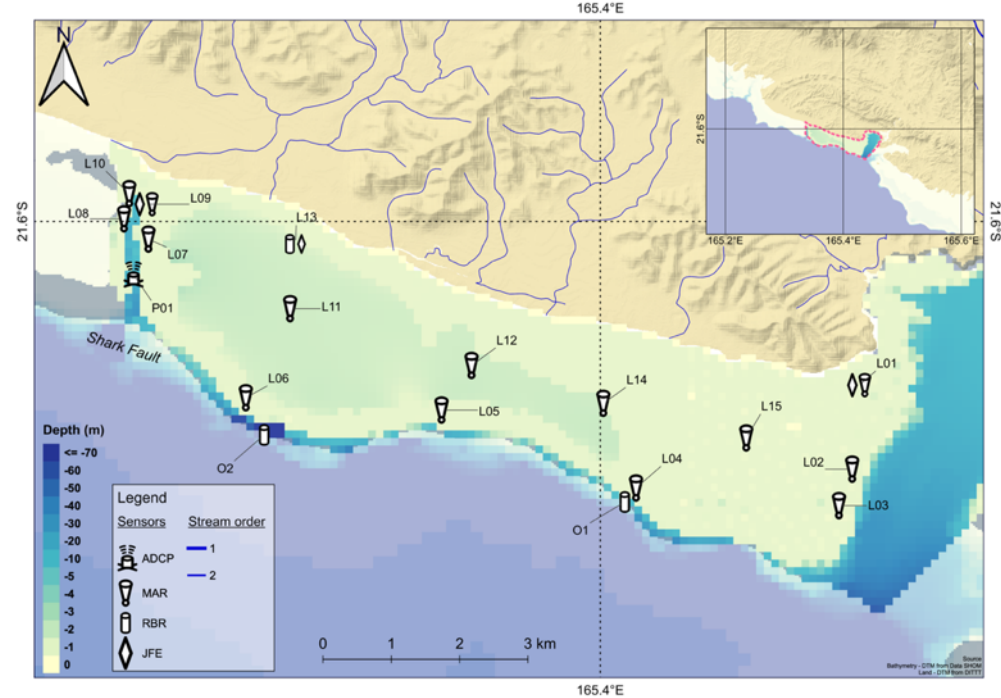 165.4°E
N
21.6°S
165.2°E
165.4°E
165.6°E
L10
L09
L08
L13
21.6°S
21.6°S
L07
P01
L11
Shark Fault
L12
L01
L06
L14
L05
L15
Depth (m)
<= -70
-60
-50
-40
-30
-20
-10
-5
-4
-3
-2
-1
0
O2
L04
L02
L03
O1
Legend
Sensors
Stream order
ADCP
1
MAR
2
RBR
JFE
0 1 2 3 km
Source
Bathymetry - DTM from Data SHOM
Land - DTM from DITTT
165.4°E